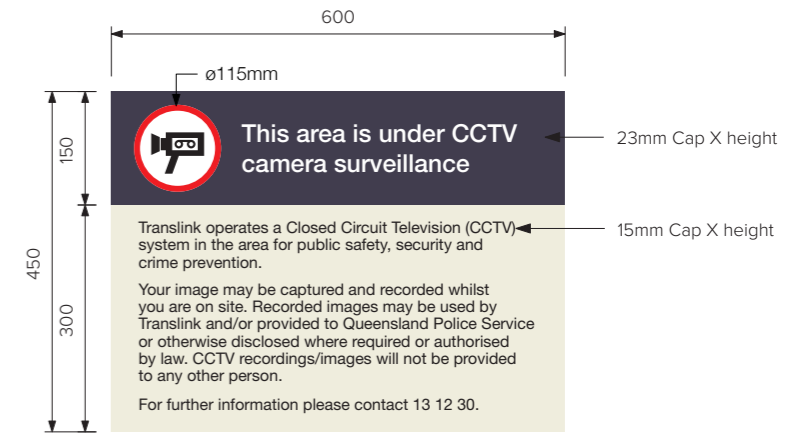 600
ø115mm
This area is under CCTV
camera surveillance
23mm Cap X height
150
Translink operates a Closed Circuit Television (CCTV)
system in the area for public safety, security and
crime prevention.
15mm Cap X height
450
300
Your image may be captured and recorded whilst
you are on site. Recorded images may be used by
Translink and/or provided to Queensland Police Service
or otherwise disclosed where required or authorised
by law. CCTV recordings/images will not be provided
to any other person.
For further information please contact 13 12 30.